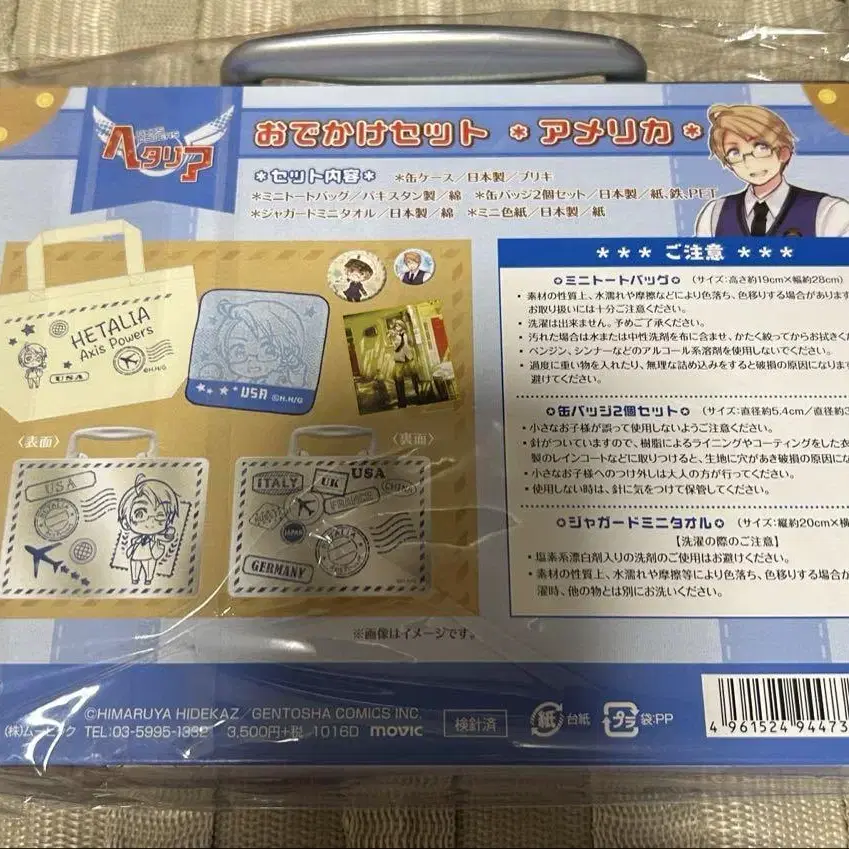 ヘタリア
おでかけセット *アメリカ*
*セット内容* *缶ケース/日本製/ブリキ
*ミニトートバッグ/パキスタン製/綿 *缶バッジ2個セット/日本製/紙、鉄、PET
*ジャガードミニタオル/日本製/綿 *ミニ色紙/日本製/紙
HETALIA
Axis Powers
USA
©H.H/G
USA ©H.H/G
〈表面〉
〈裏面〉
USA
ITALY
UK
USA
CHINA
FRANCE
JAPAN
HETALIA
GERMANY
※画像はイメージです。
*** ご注意 ***
ミニトートバッグ (サイズ:高さ約19cm×幅約28cm)
・素材の性質上、水濡れや摩擦などにより色落ち、色移りする場合があります
お取り扱いには十分ご注意ください。
・洗濯は出来ません。予めご了承ください。
・汚れた場合は水または中性洗剤を布に含ませ、かたく絞ってからお拭きくだ
・ベンジン、シンナーなどのアルコール系溶剤を使用しないでください。
・過度に重い物を入れたり、無理な詰め込みをすると破損の原因になります
避けてください。
缶バッジ2個セット (サイズ:直径約5.4cm/直径約3
・小さなお子様が誤って使用しないようご注意ください。
・針がついていますので、樹脂によるライニングやコーティングをした衣
製のレインコートなどに取りつけると、生地に穴があき破損の原因にな
・小さなお子様へのつけ外しは大人の方が行ってください。
・使用しない時は、針に気をつけて保管してください。
ジャガードミニタオル (サイズ:縦約20cm×横
【洗濯の際のご注意】
・塩素系漂白剤入りの洗剤のご使用はお避けください。
・素材の性質上、水濡れや摩擦等により色落ち、色移りする場合か
濯時、他の物とは別にお洗いください。
©HIMARUYA HIDEKAZ/GENTOSHA COMICS INC.
(株)ムービック TEL:03-5995-1332 3,500円+税 1016D movic
検針済
紙 台紙
プラ 袋:PP
4 961524 94473